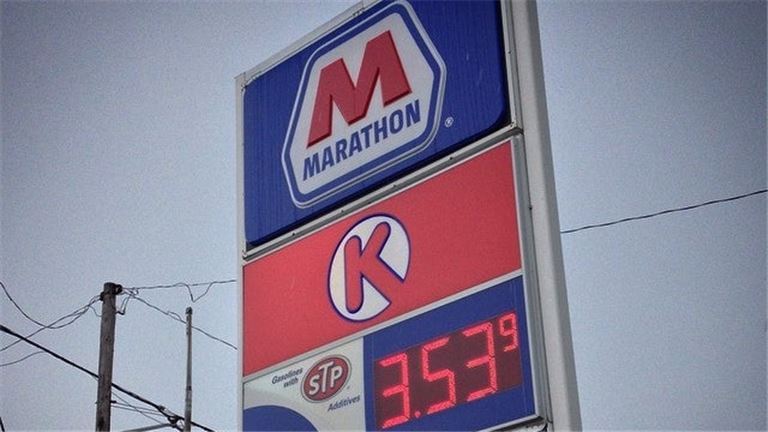 M
MARATHON®
K
Gasolines
with
STP
Additives
3.539